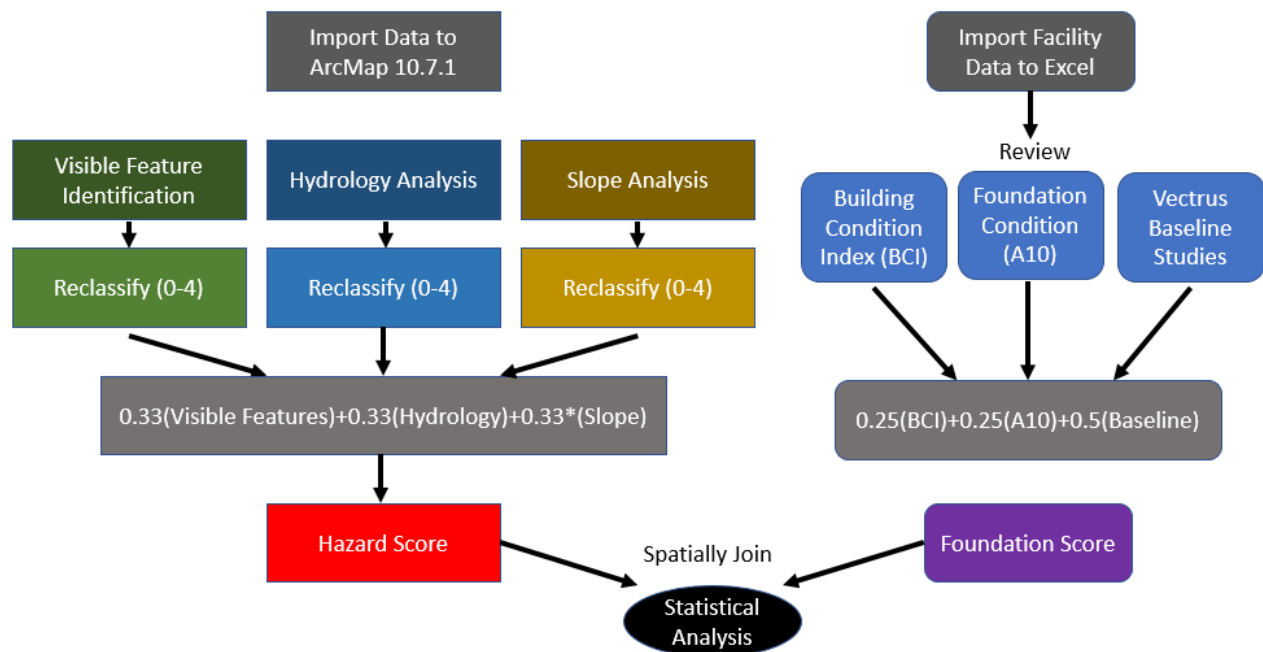 Import Data to
ArcMap 10.7.1
Import Facility
Data to Excel
Review
Visible Feature
Identification
Hydrology Analysis
Slope Analysis
Building
Condition
Index (BCI)
Foundation
Condition
(A10)
Vectrus
Baseline
Studies
Reclassify (0-4)
Reclassify (0-4)
Reclassify (0-4)
0.33(Visible Features)+0.33(Hydrology)+0.33*(Slope)
0.25(BCI)+0.25(A10)+0.5(Baseline)
Hazard Score
Spatially Join
Foundation Score
Statistical
Analysis